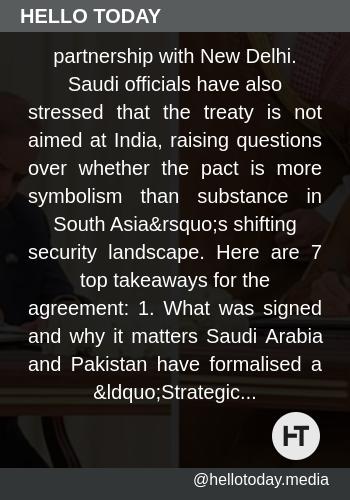 HELLO TODAY
partnership with New Delhi.
Saudi officials have also
stressed that the treaty is not
aimed at India, raising questions
over whether the pact is more
symbolism than substance in
South Asia&rsquo;s shifting
security landscape. Here are 7
top takeaways for the
agreement: 1. What was signed
and why it matters Saudi Arabia
and Pakistan have formalised a
&ldquo;Strategic...
HT
@hellotoday.media